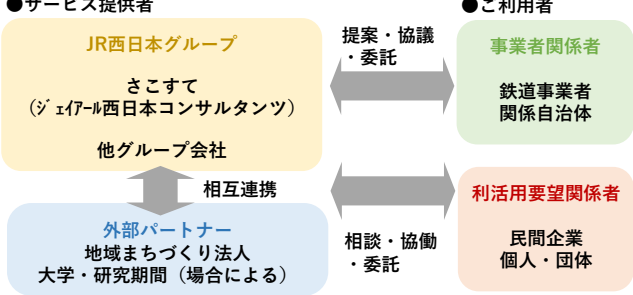 ●サービス提供者
JR西日本グループ
さこすて
（ｼﾞｪｲｱｰﾙ西日本コンサルタンツ）
他グループ会社
相互連携
外部パートナー
地域まちづくり法人
大学・研究期間（場合による）
提案・協議
・委託
相談・協働
・委託
●ご利用者
事業者関係者
鉄道事業者
関係自治体
利活用要望関係者
民間企業
個人・団体